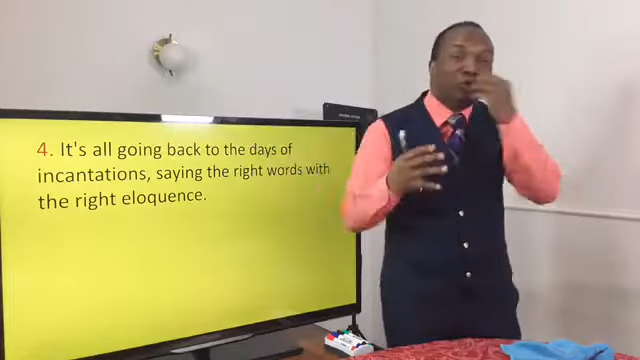 4. It's all going back to the days of
incantations, saying the right words with
the right eloquence.